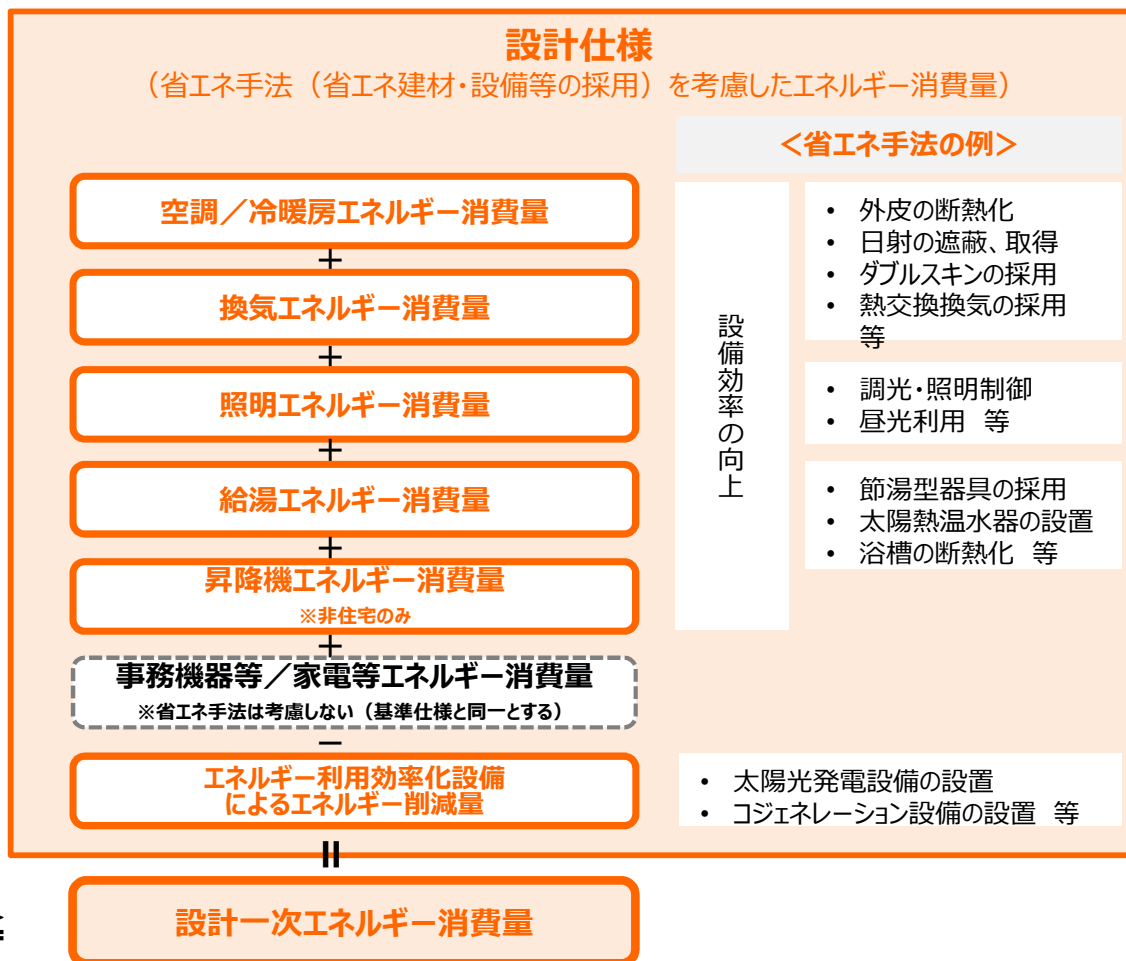 設計仕様
（省エネ手法（省エネ建材・設備等の採用）を考慮したエネルギー消費量）
＜省エネ手法の例＞
空調／冷暖房エネルギー消費量
＋
換気エネルギー消費量
＋
照明エネルギー消費量
＋
給湯エネルギー消費量
＋
昇降機エネルギー消費量
※非住宅のみ
＋
事務機器等／家電等エネルギー消費量
※省エネ手法は考慮しない（基準仕様と同一とする）
－
エネルギー利用効率化設備
によるエネルギー削減量
設備効率の向上
• 外皮の断熱化
• 日射の遮蔽、取得
• ダブルスキンの採用
• 熱交換換気の採用
等
• 調光・照明制御
• 昼光利用　等
• 節湯型器具の採用
• 太陽熱温水器の設置
• 浴槽の断熱化　等
• 太陽光発電設備の設置
• コジェネレーション設備の設置　等
＝
設計一次エネルギー消費量